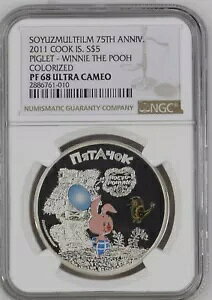 SOYUZMULTFILM 75TH ANNIV.
2011 COOK IS. S$5
PIGLET - WINNIE THE POOH
COLORIZED
PF 68 ULTRA CAMEO
2886761-010
NUMISMATIC GUARANTY COMPANY
NGC
ПЯТАЧОК